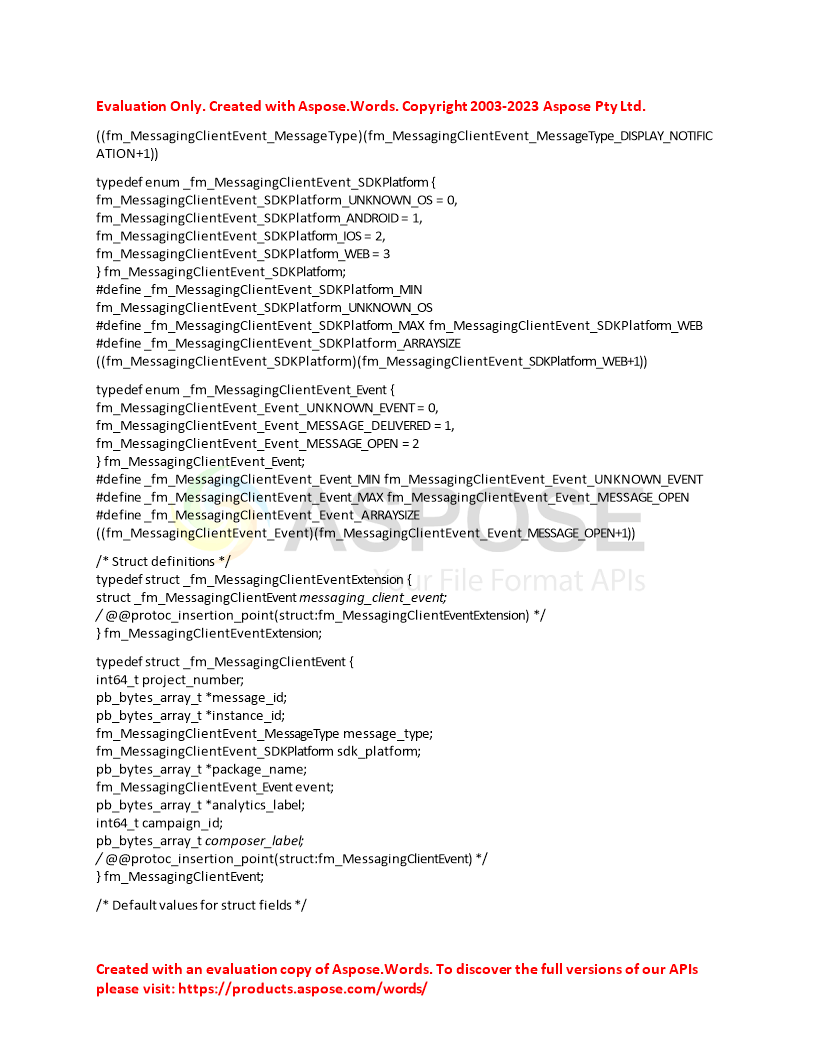 Evaluation Only. Created with Aspose.Words. Copyright 2003-2023 Aspose Pty Ltd.
((fm_MessagingClientEvent_MessageType)(fm_MessagingClientEvent_MessageType_DISPLAY_NOTIFIC
ATION+1))
typedef enum _fm_MessagingClientEvent_SDKPlatform {
fm_MessagingClientEvent_SDKPlatform_UNKNOWN_OS = 0,
fm_MessagingClientEvent_SDKPlatform_ANDROID = 1,
fm_MessagingClientEvent_SDKPlatform_IOS = 2,
fm_MessagingClientEvent_SDKPlatform_WEB = 3
} fm_MessagingClientEvent_SDKPlatform;
#define _fm_MessagingClientEvent_SDKPlatform_MIN
fm_MessagingClientEvent_SDKPlatform_UNKNOWN_OS
#define _fm_MessagingClientEvent_SDKPlatform_MAX fm_MessagingClientEvent_SDKPlatform_WEB
#define _fm_MessagingClientEvent_SDKPlatform_ARRAYSIZE
((fm_MessagingClientEvent_SDKPlatform)(fm_MessagingClientEvent_SDKPlatform_WEB+1))
typedef enum _fm_MessagingClientEvent_Event {
fm_MessagingClientEvent_Event_UNKNOWN_EVENT = 0,
fm_MessagingClientEvent_Event_MESSAGE_DELIVERED = 1,
fm_MessagingClientEvent_Event_MESSAGE_OPEN = 2
} fm_MessagingClientEvent_Event;
#define _fm_MessagingClientEvent_Event_MIN fm_MessagingClientEvent_Event_UNKNOWN_EVENT
#define _fm_MessagingClientEvent_Event_MAX fm_MessagingClientEvent_Event_MESSAGE_OPEN
#define _fm_MessagingClientEvent_Event_ARRAYSIZE
((fm_MessagingClientEvent_Event)(fm_MessagingClientEvent_Event_MESSAGE_OPEN+1))
ASPOSE
Your File Format APIs
/* Struct definitions */
typedef struct _fm_MessagingClientEventExtension {
struct _fm_MessagingClientEvent messaging_client_event;
/ @@protoc_insertion_point(struct:fm_MessagingClientEventExtension) */
} fm_MessagingClientEventExtension;
typedef struct _fm_MessagingClientEvent {
int64_t project_number;
pb_bytes_array_t *message_id;
pb_bytes_array_t *instance_id;
fm_MessagingClientEvent_MessageType message_type;
fm_MessagingClientEvent_SDKPlatform sdk_platform;
pb_bytes_array_t *package_name;
fm_MessagingClientEvent_Event event;
pb_bytes_array_t *analytics_label;
int64_t campaign_id;
pb_bytes_array_t composer_label;
/ @@protoc_insertion_point(struct:fm_MessagingClientEvent) */
} fm_MessagingClientEvent;
/* Default values for struct fields */
Created with an evaluation copy of Aspose.Words. To discover the full versions of our APIs
please visit: https://products.aspose.com/words/